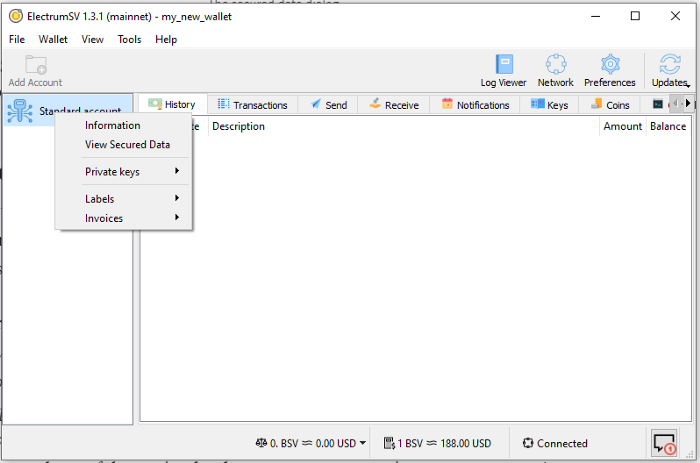 ElectrumSV 1.3.1 (mainnet) - my_new_wallet
File Wallet View Tools Help
Add Account Log Viewer Network Preferences Updates
Standard account
History Transactions Send Receive Notifications Keys Coins
Description Amount Balance
Information
View Secured Data
Private keys
Labels
Invoices
0. BSV ≈ 0.00 USD 1 BSV ≈ 188.00 USD Connected